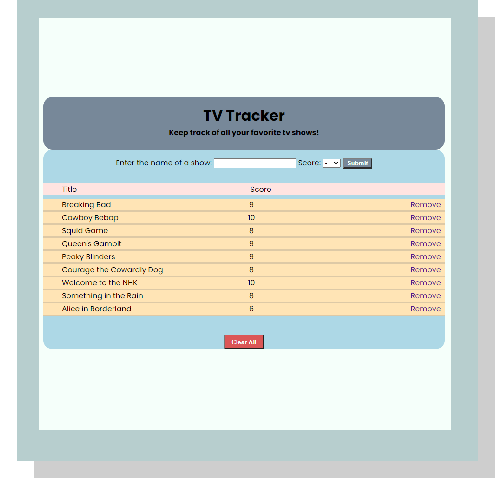 TV Tracker
Keep track of all your favorite tv shows!
Enter the name of a show: Score: - Submit
Title Score
Breaking Bad 8 Remove
Cowboy Bebop 10 Remove
Squid Game 8 Remove
Queen's Gambit 8 Remove
Peaky Blinders 8 Remove
Courage the Cowardly Dog 8 Remove
Welcome to the NHK 10 Remove
Something in the Rain 8 Remove
Alice in Borderland 6 Remove
Clear All